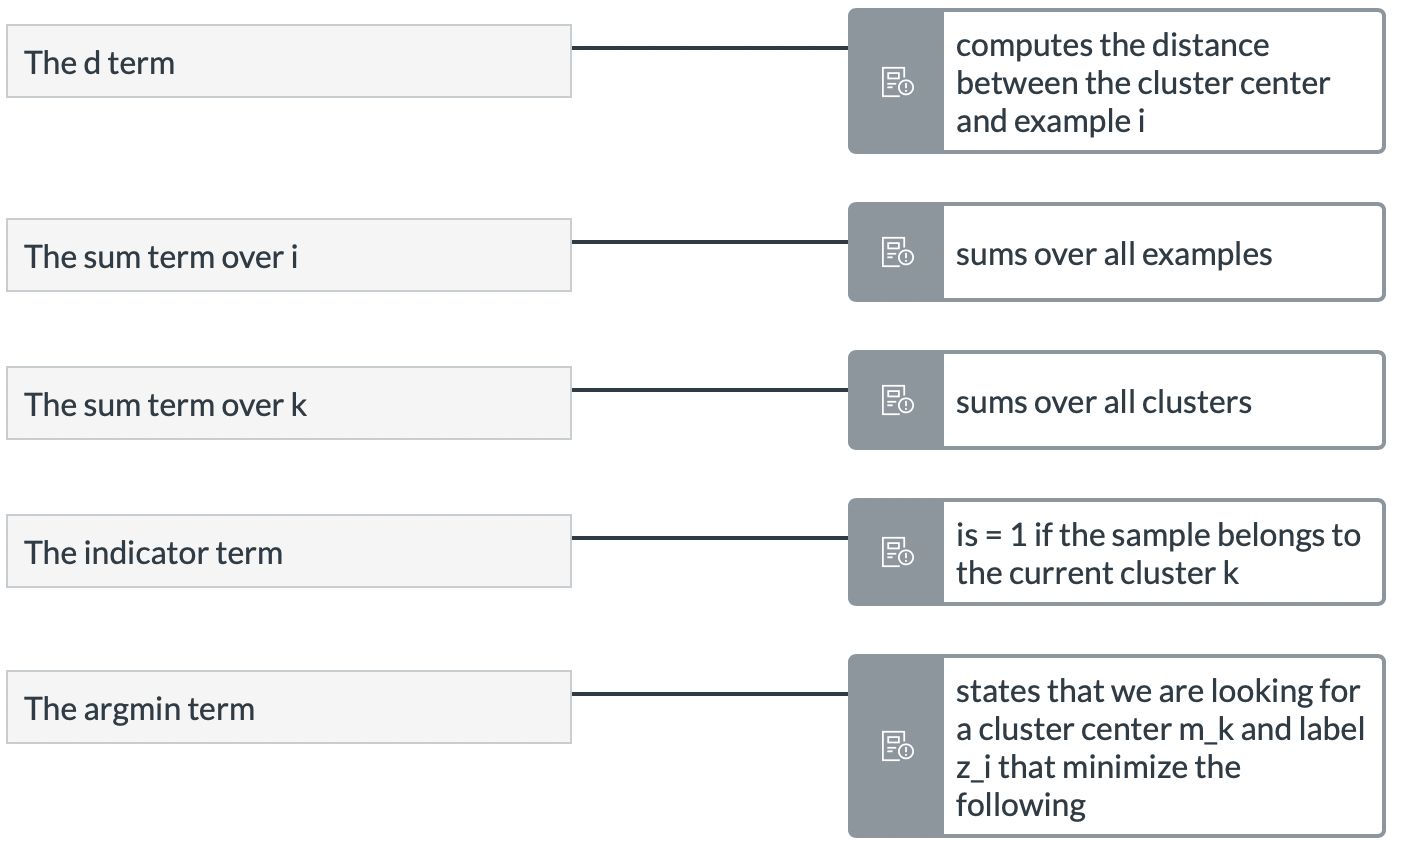 The d term
computes the distance
between the cluster center
and example i
The sum term over i
sums over all examples
The sum term over k
sums over all clusters
The indicator term
is = 1 if the sample belongs to
the current cluster k
The argmin term
states that we are looking for
a cluster center m_k and label
z_i that minimize the
following